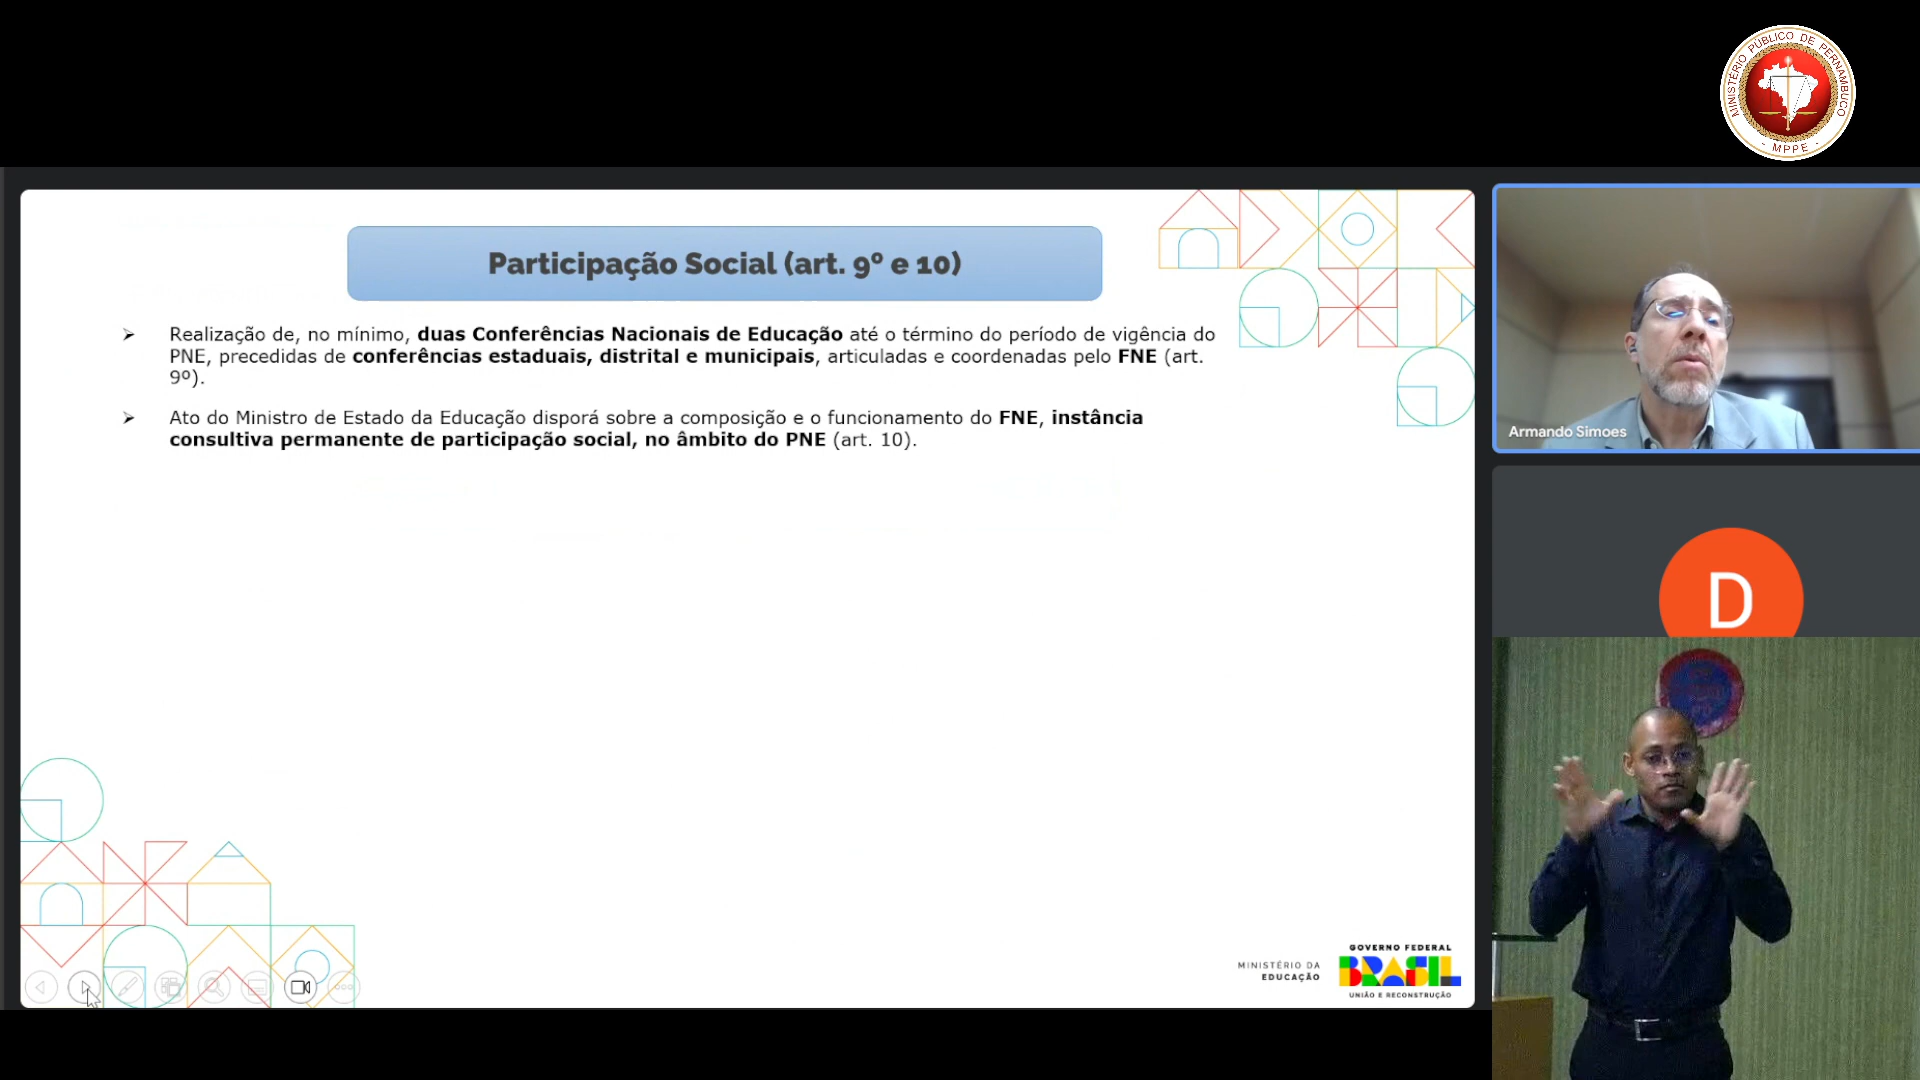 MINISTÉRIO PÚBLICO DE PERNAMBUCO
- MPPE -
Participação Social (art. 9º e 10)
➢ Realização de, no mínimo, duas Conferências Nacionais de Educação até o término do período de vigência do
PNE, precedidas de conferências estaduais, distrital e municipais, articuladas e coordenadas pelo FNE (art.
9º).
➢ Ato do Ministro de Estado da Educação disporá sobre a composição e o funcionamento do FNE, instância
consultiva permanente de participação social, no âmbito do PNE (art. 10).
Armando Simoes
D
MINISTÉRIO DA
EDUCAÇÃO
GOVERNO FEDERAL
BRASIL
UNIÃO E RECONSTRUÇÃO